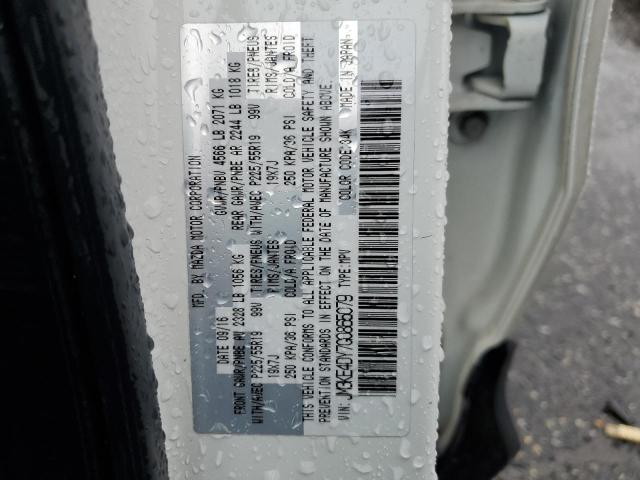 MFD. BY MAZDA MOTOR CORPORATION
DATE 09/16 GVWR/PNBV 4566 LB 2071 KG
FRONT GAWR/PNBE AV 2328 LB 1056 KG REAR GAWR/PNBE AR 2244 LB 1018 KG
WITH/AVEC P225/55R19 99V TIRES/PNEUS WITH/AVEC P225/55R19 99V TIRES/PNEUS
19X7J RIMS/JANTES 19X7J RIMS/JANTES
250 KPA/36 PSI COLD/A FROID 250 KPA/36 PSI COLD/A FROID
THIS VEHICLE CONFORMS TO ALL APPLICABLE FEDERAL MOTOR VEHICLE SAFETY AND THEFT
PREVENTION STANDARDS IN EFFECT ON THE DATE OF MANUFACTURE SHOWN ABOVE.
VIN: JM3KE4DY7G0865079 TYPE:MPV COLOR CODE:34K MADE IN JAPAN